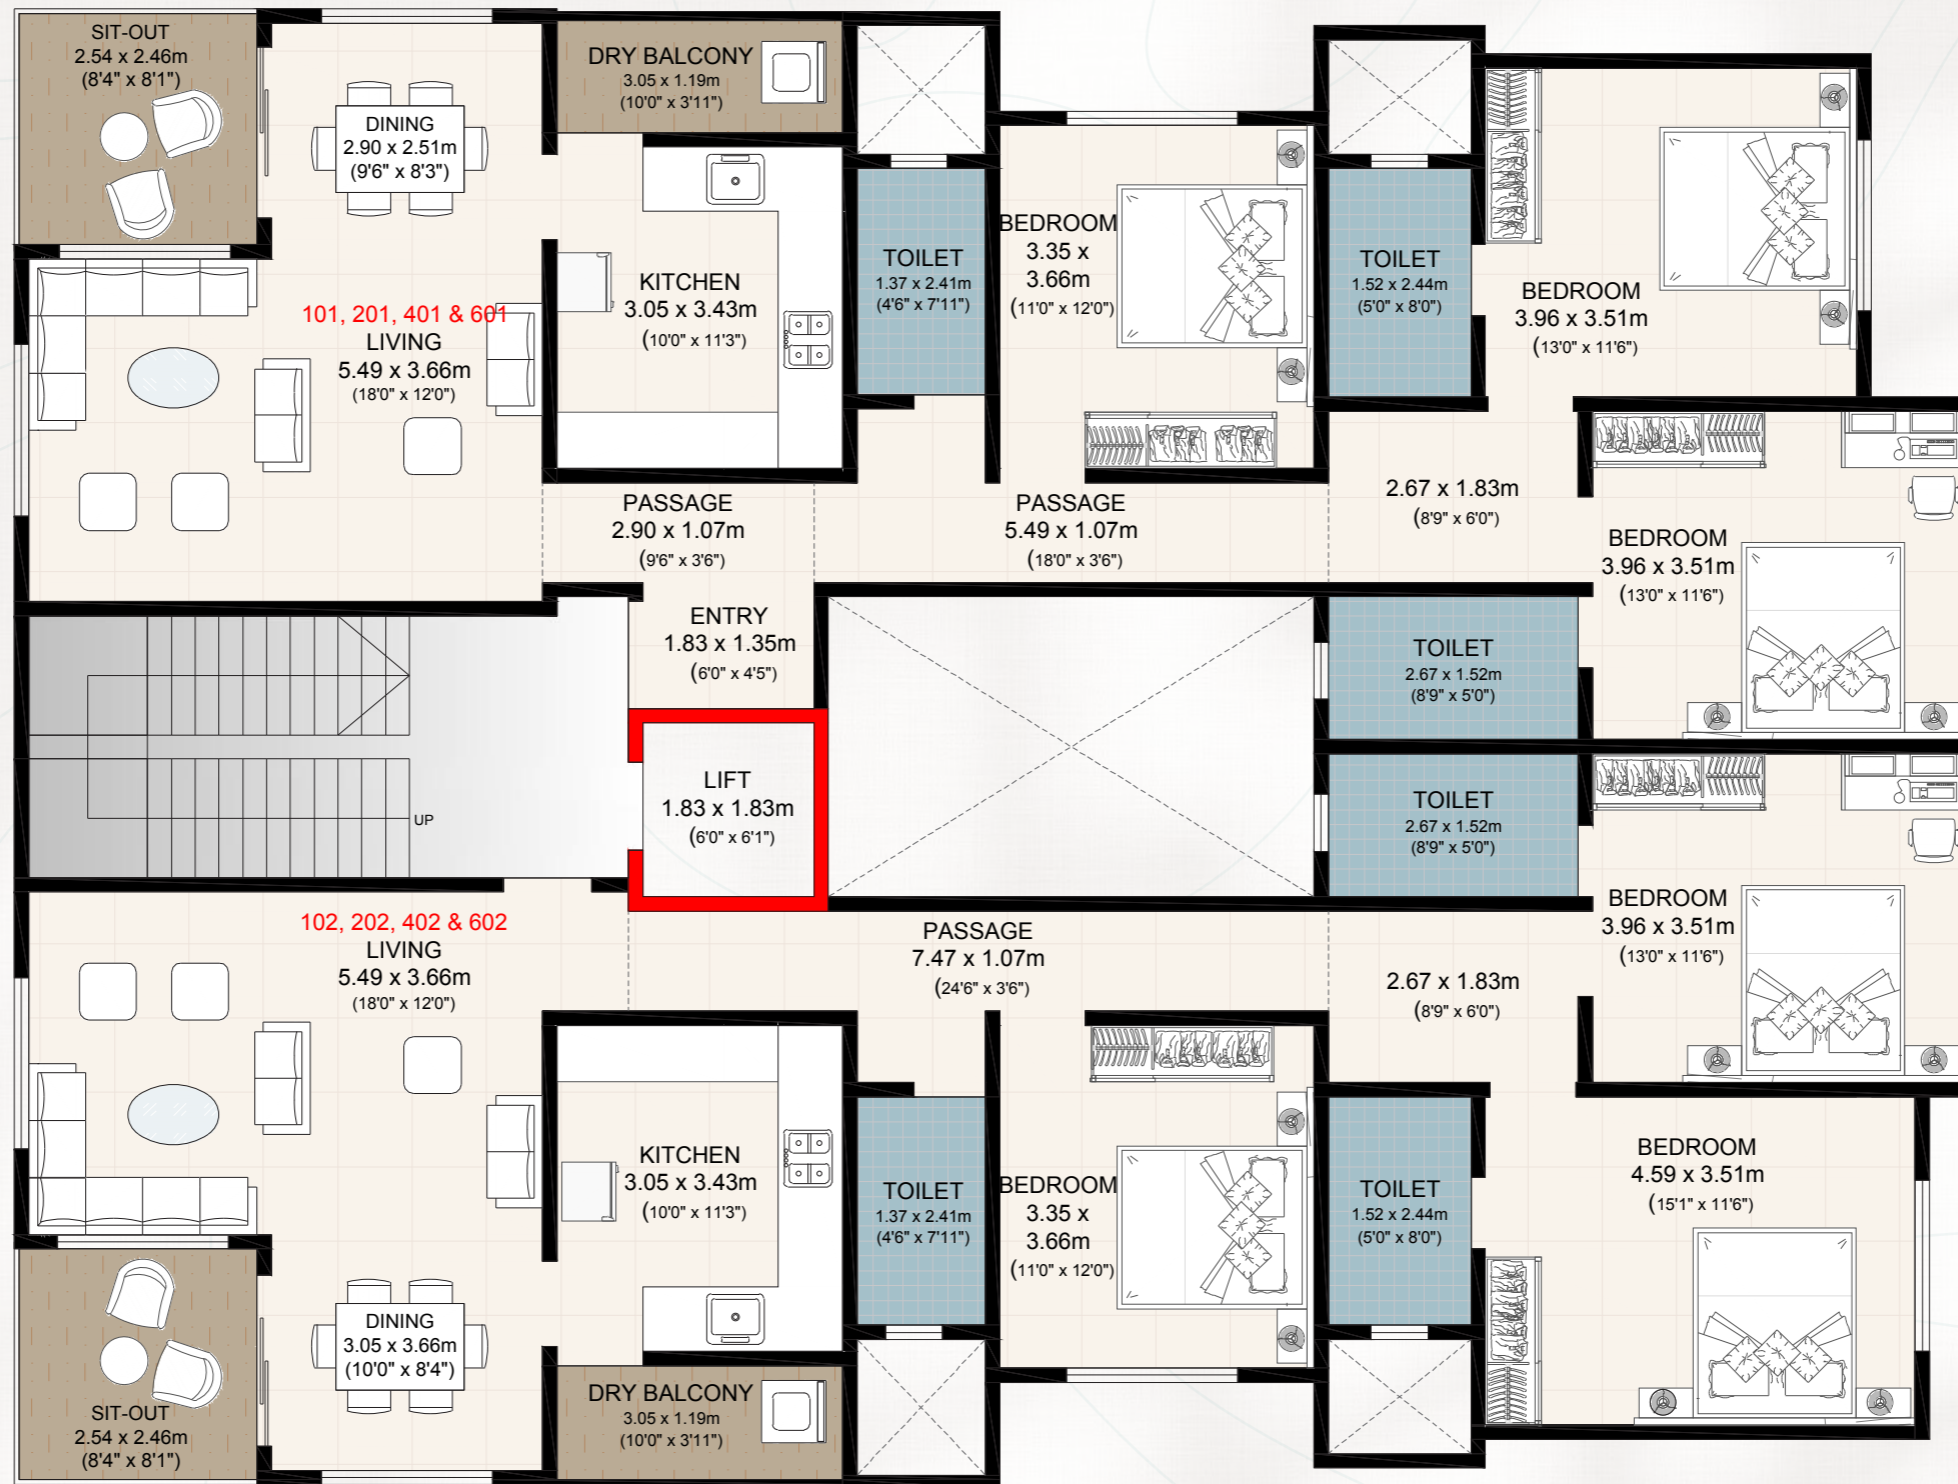 SIT-OUT
2.54 x 2.46m
(8'4" x 8'1")
DINING
2.90 x 2.51m
(9'6" x 8'3")
DRY BALCONY
3.05 x 1.19m
(10'0" x 3'11")
KITCHEN
3.05 x 3.43m
(10'0" x 11'3")
TOILET
1.37 x 2.41m
(4'6" x 7'11")
BEDROOM
3.35 x
3.66m
(11'0" x 12'0")
TOILET
1.52 x 2.44m
(5'0" x 8'0")
BEDROOM
3.96 x 3.51m
(13'0" x 11'6")
101, 201, 401 & 601
LIVING
5.49 x 3.66m
(18'0" x 12'0")
PASSAGE
2.90 x 1.07m
(9'6" x 3'6")
PASSAGE
5.49 x 1.07m
(18'0" x 3'6")
2.67 x 1.83m
(8'9" x 6'0")
BEDROOM
3.96 x 3.51m
(13'0" x 11'6")
ENTRY
1.83 x 1.35m
(6'0" x 4'5")
TOILET
2.67 x 1.52m
(8'9" x 5'0")
LIFT
1.83 x 1.83m
(6'0" x 6'1")
UP
TOILET
2.67 x 1.52m
(8'9" x 5'0")
BEDROOM
3.96 x 3.51m
(13'0" x 11'6")
102, 202, 402 & 602
LIVING
5.49 x 3.66m
(18'0" x 12'0")
PASSAGE
7.47 x 1.07m
(24'6" x 3'6")
2.67 x 1.83m
(8'9" x 6'0")
KITCHEN
3.05 x 3.43m
(10'0" x 11'3")
TOILET
1.37 x 2.41m
(4'6" x 7'11")
BEDROOM
3.35 x
3.66m
(11'0" x 12'0")
TOILET
1.52 x 2.44m
(5'0" x 8'0")
BEDROOM
4.59 x 3.51m
(15'1" x 11'6")
DINING
3.05 x 3.66m
(10'0" x 8'4")
SIT-OUT
2.54 x 2.46m
(8'4" x 8'1")
DRY BALCONY
3.05 x 1.19m
(10'0" x 3'11")